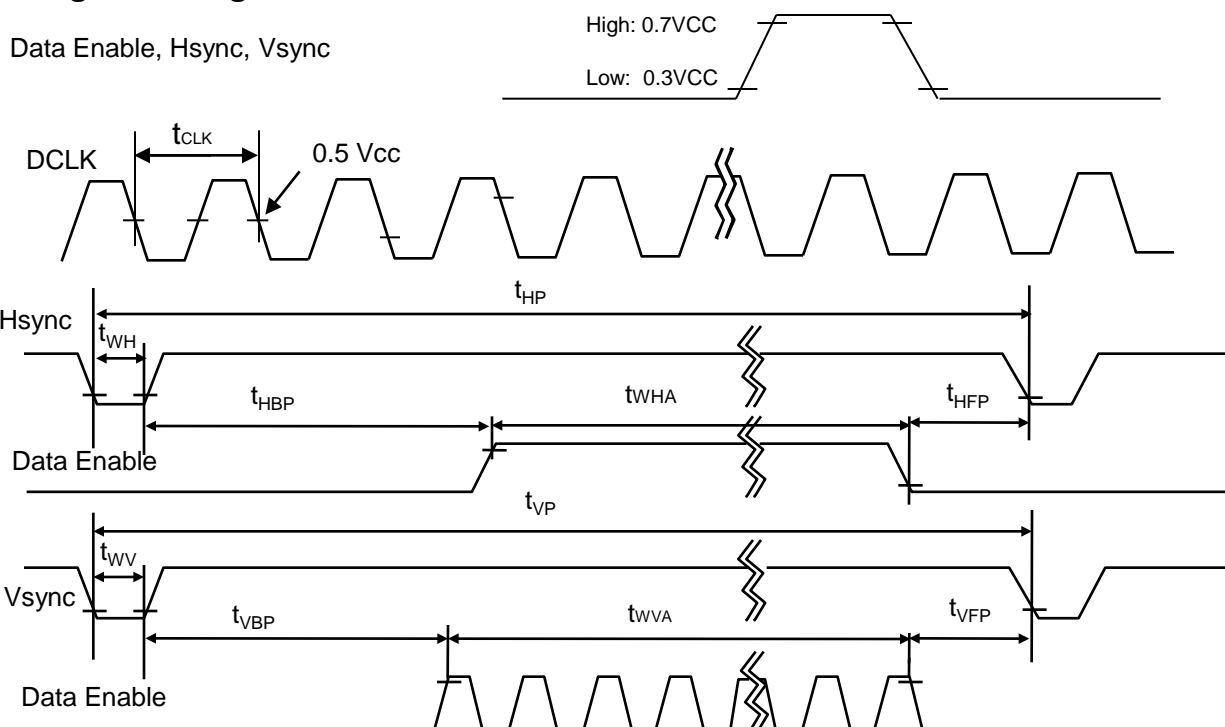 High: 0.7VCC
Data Enable, Hsync, Vsync
Low: 0.3VCC
tCLK
DCLK
0.5 Vcc
tHP
Hsync
tWH
tHBP
tWHA
tHFP
Data Enable
tVP
tWV
Vsync
tVBP
tWVA
tVFP
Data Enable